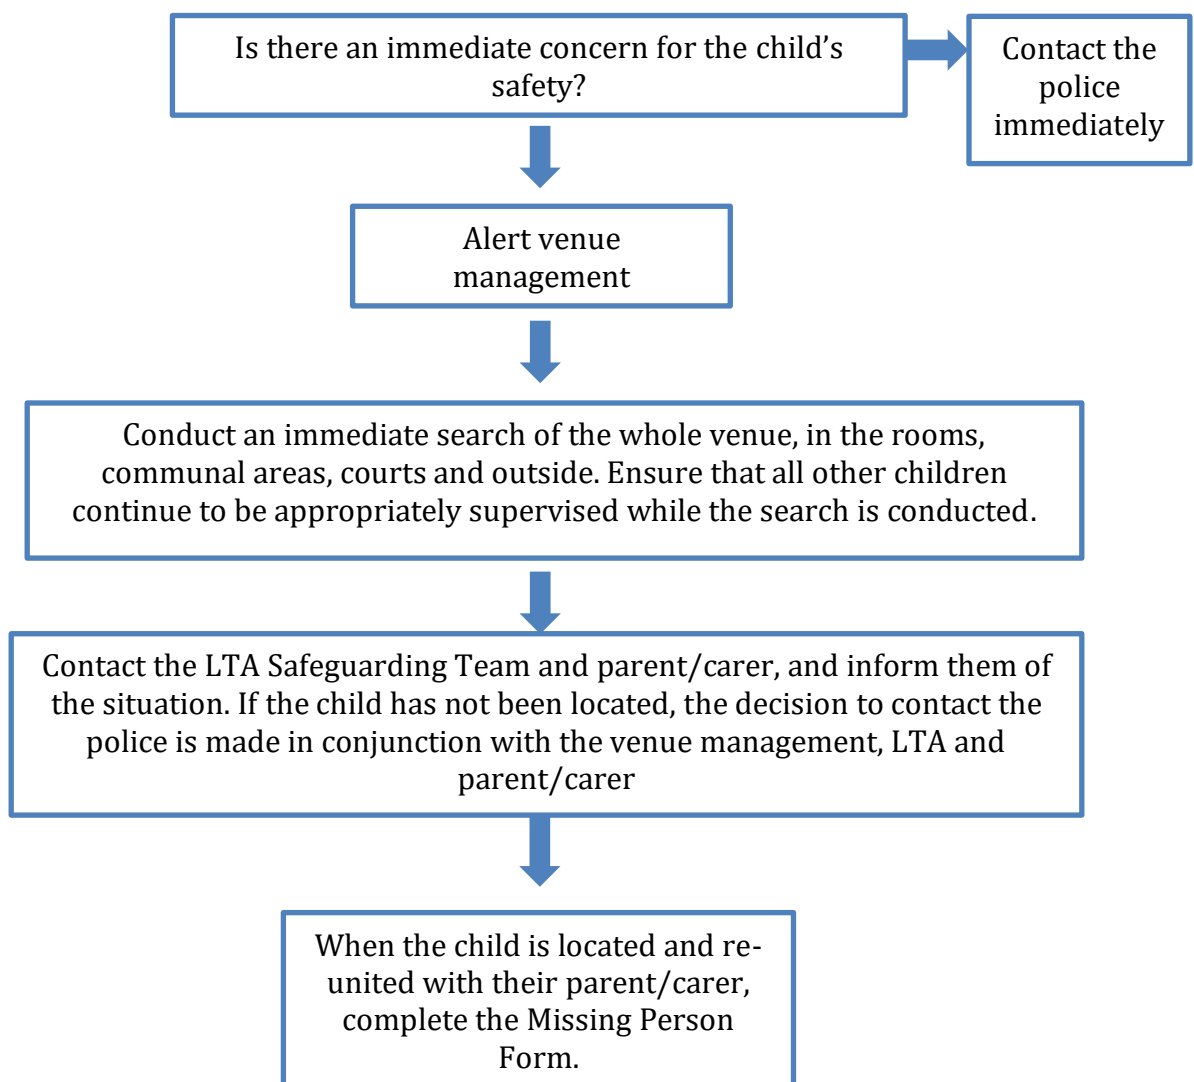 Is there an immediate concern for the child’s
safety?
Contact the
police
immediately
Alert venue
management
Conduct an immediate search of the whole venue, in the rooms,
communal areas, courts and outside. Ensure that all other children
continue to be appropriately supervised while the search is conducted.
Contact the LTA Safeguarding Team and parent/carer, and inform them of
the situation. If the child has not been located, the decision to contact the
police is made in conjunction with the venue management, LTA and
parent/carer
When the child is located and re-
united with their parent/carer,
complete the Missing Person
Form.